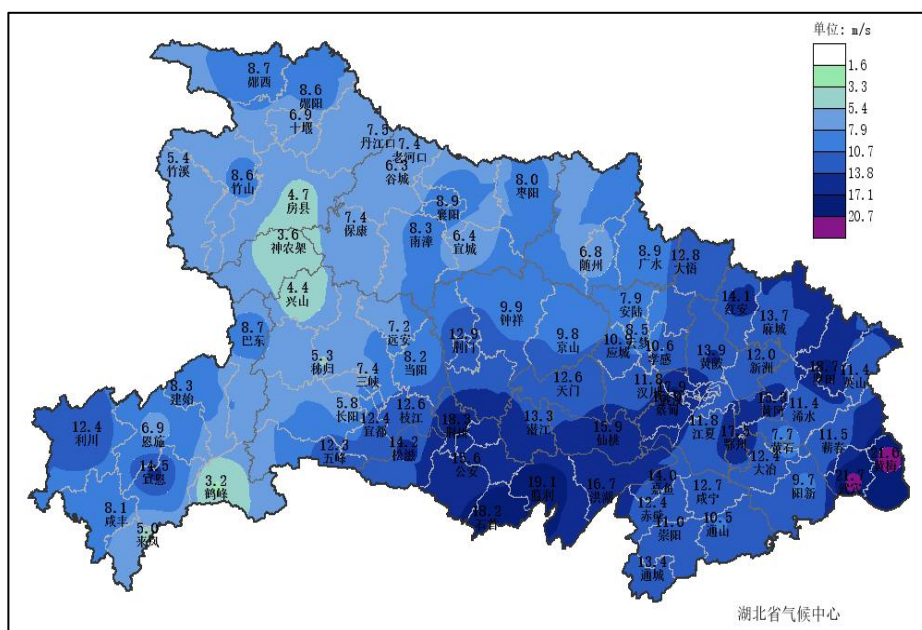 单位: m/s
1.6
3.3
5.4
7.9
10.7
13.8
17.1
20.7
8.7
郧西
8.6
郧阳
6.9
十堰
7.5
丹江口
7.4
老河口
6.3
谷城
5.4
竹溪
8.6
竹山
4.7
房县
3.6
神农架
4.4
兴山
7.4
保康
8.9
襄阳
8.3
南漳
6.4
宜城
8.0
枣阳
6.8
随州
8.9
广水
12.8
大悟
14.1
红安
13.7
麻城
9.9
钟祥
7.9
安陆
8.5
云梦
10.9
应城
10.6
孝感
9.8
京山
12.9
荆门
7.2
远安
8.2
当阳
8.7
巴东
5.3
秭归
7.4
三峡
5.8
长阳
12.4
宜都
12.6
枝江
12.6
天门
11.8
汉川
13.9
黄陂
12.0
新洲
11.4
英山
11.4
浠水
8.3
建始
12.4
利川
6.9
恩施
14.5
宣恩
3.2
鹤峰
8.1
咸丰
5.0
来凤
12.3
五峰
14.2
松滋
18.3
公安
13.3
潜江
15.9
仙桃
19.1
监利
16.7
洪湖
18.2
蔡甸
11.8
江夏
鄂州
7.7
黄石
12.4
大冶
11.5
蕲春
9.7
阳新
14.0
嘉鱼
12.7
咸宁
12.4
赤壁
11.0
崇阳
10.5
通山
13.4
通城
湖北省气候中心